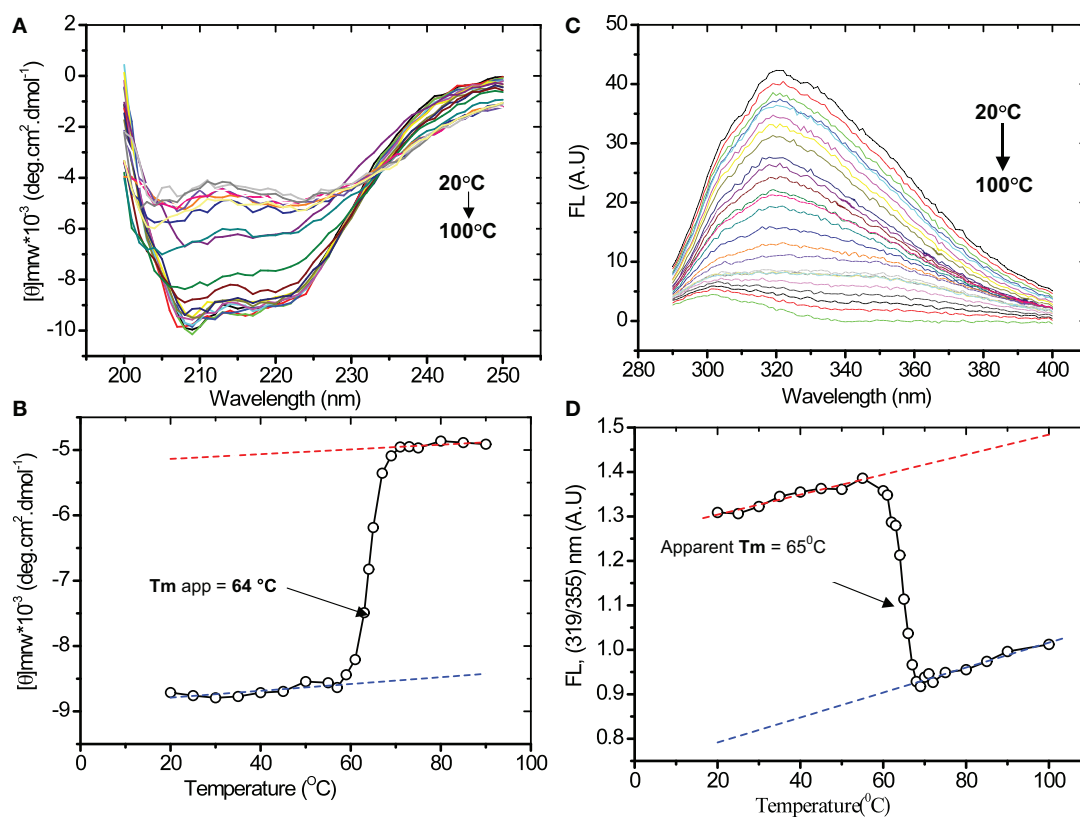 A
2
0
-2
-4
-6
-8
-10
[θ]mrw*10⁻³ (deg.cm².dmol⁻¹)
20°C
100°C
200 210 220 230 240 250
Wavelength (nm)
C
50
40
30
20
10
0
FL (A.U)
20°C
100°C
280 300 320 340 360 380 400
Wavelength (nm)
B
-5
-6
-7
-8
-9
[θ]mrw*10⁻³ (deg.cm².dmol⁻¹)
Tm app = 64 °C
0 20 40 60 80 100
Temperature (⁰C)
D
1.5
1.4
1.3
1.2
1.1
1.0
0.9
0.8
FL, (319/355) nm (A.U)
Apparent Tm = 65⁰C
0 20 40 60 80 100
Temperature(⁰C)